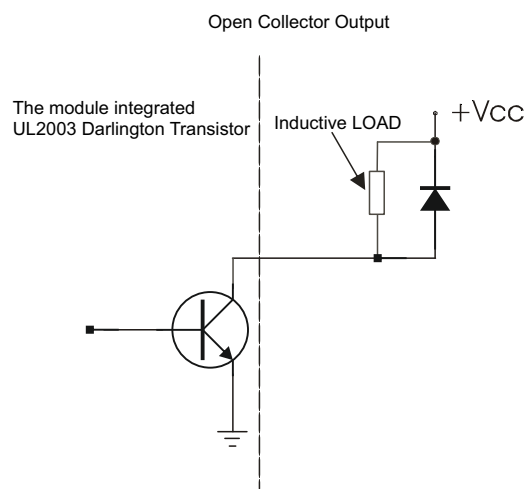 Open Collector Output
The module integrated
UL2003 Darlington Transistor
Inductive LOAD
+Vcc